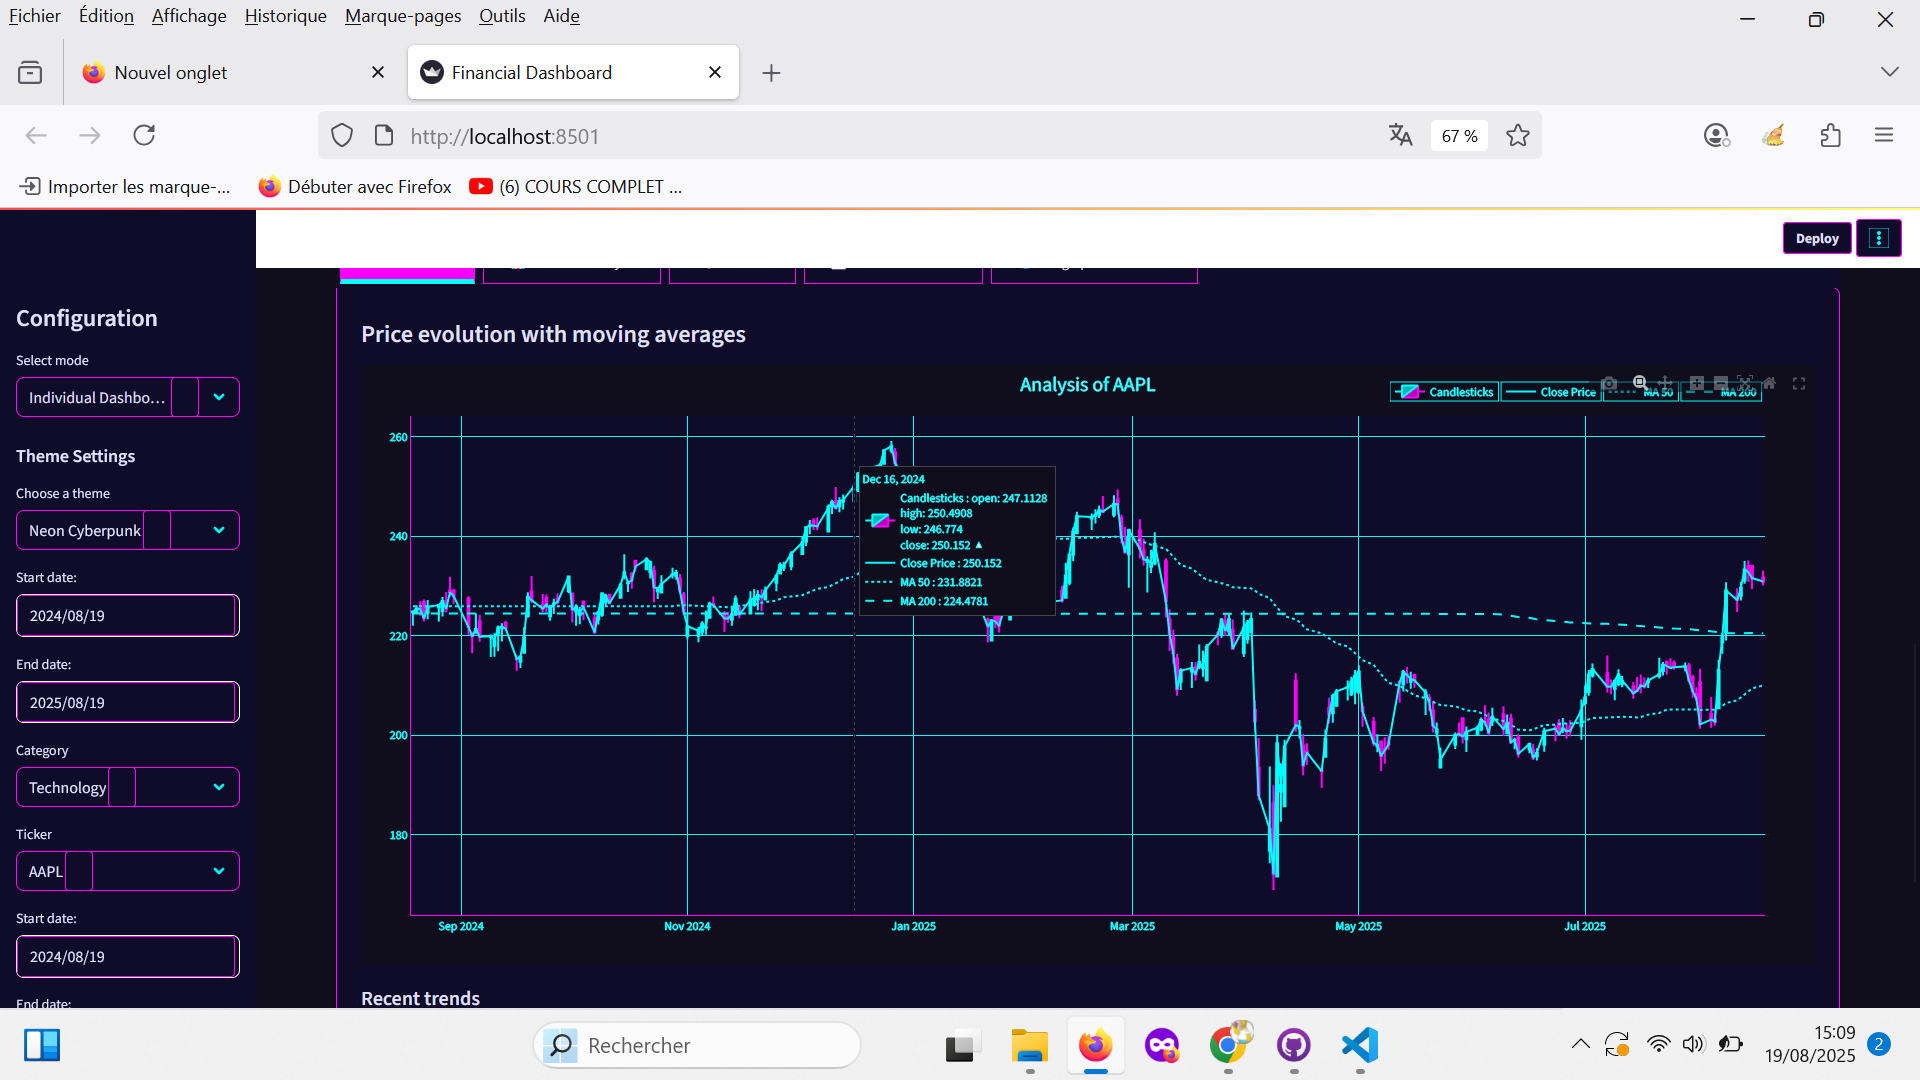 Fichier Édition Affichage Historique Marque-pages Outils Aide
Nouvel onglet
Financial Dashboard
http://localhost:8501
67 %
Importer les marque-...
Débuter avec Firefox
(6) COURS COMPLET ...
Deploy
Configuration
Select mode
Individual Dashbo...
Theme Settings
Choose a theme
Neon Cyberpunk
Start date:
2024/08/19
End date:
2025/08/19
Category
Technology
Ticker
AAPL
Start date:
2024/08/19
End date:
Price evolution with moving averages
Analysis of AAPL
Candlesticks
Close Price
MA 50
MA 200
260
240
220
200
180
Dec 16, 2024
Candlesticks : open: 247.1128
high: 250.4908
low: 246.774
close: 250.152 ▲
Close Price : 250.152
MA 50 : 231.8821
MA 200 : 224.4781
Sep 2024
Nov 2024
Jan 2025
Mar 2025
May 2025
Jul 2025
Recent trends
Rechercher
15:09
19/08/2025
2